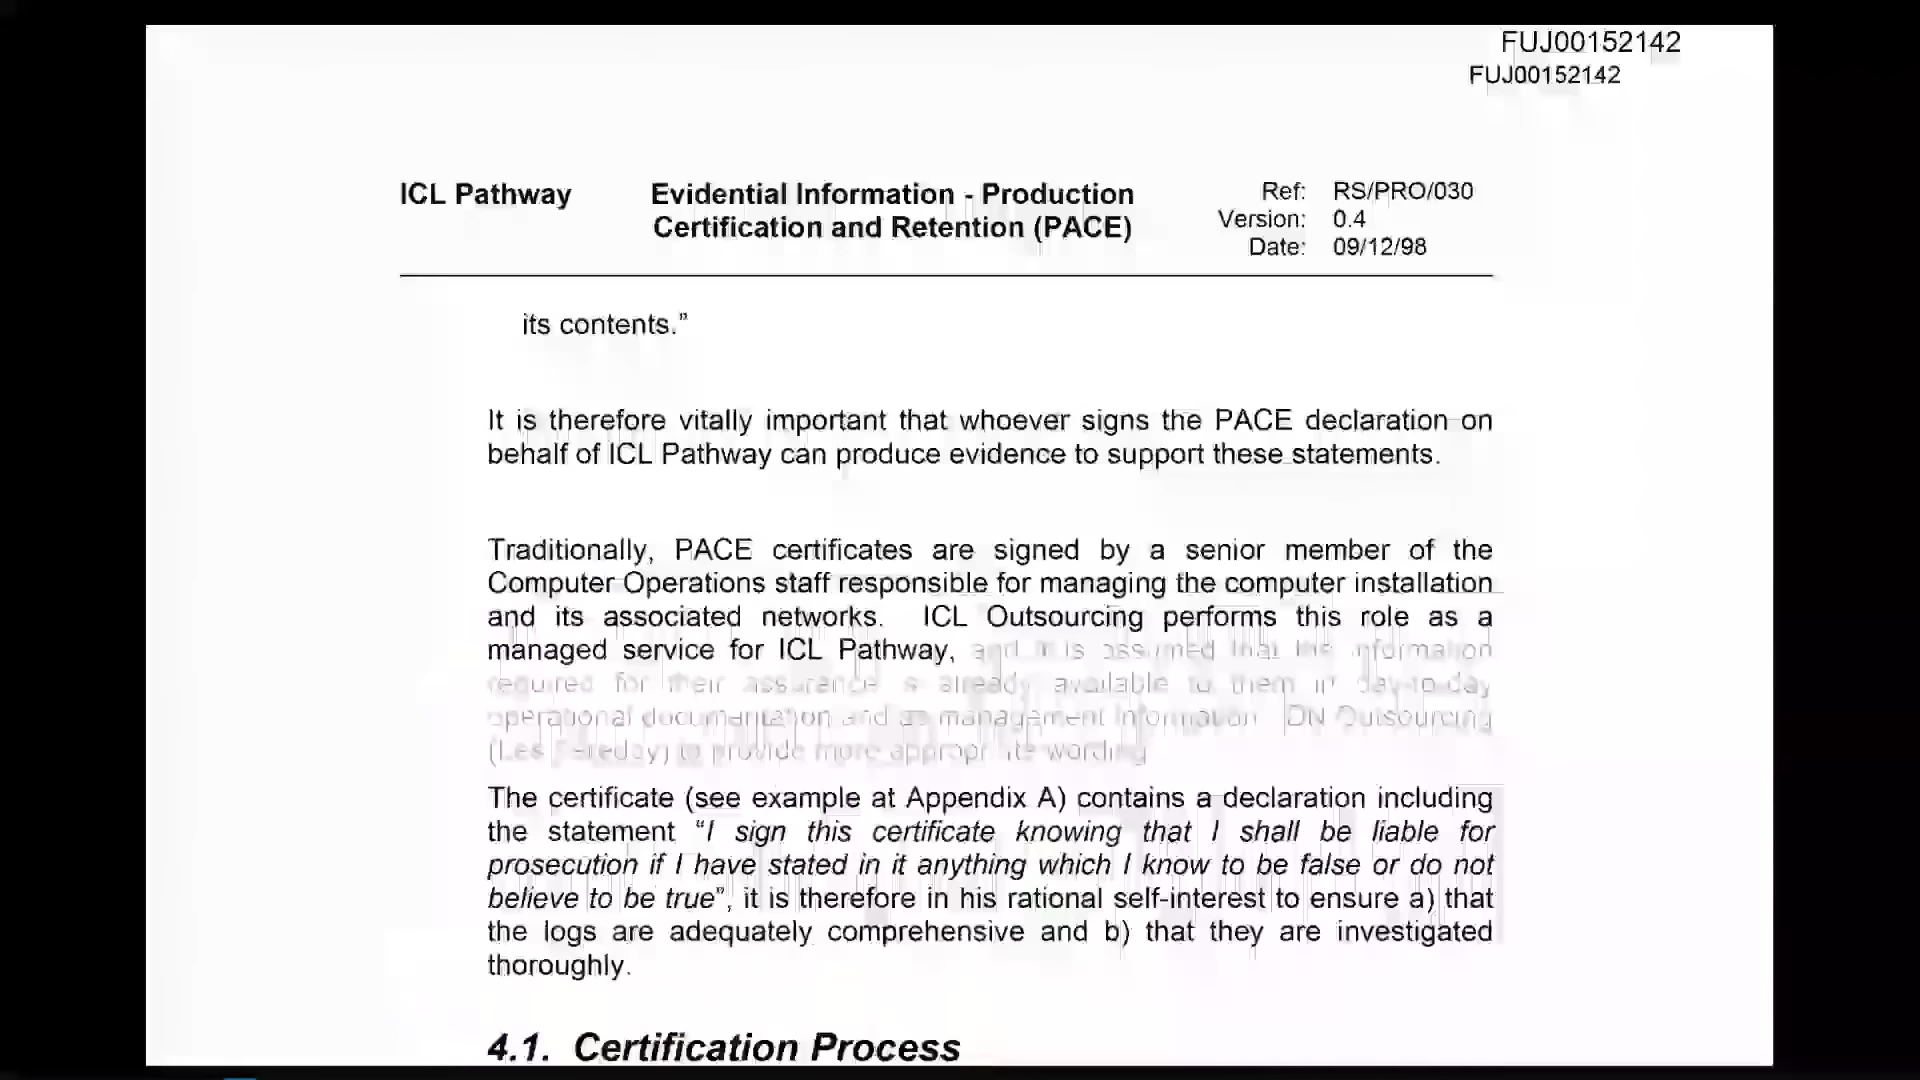 FUJ00152142
FUJ00152142
ICL Pathway
Evidential Information - Production
Certification and Retention (PACE)
Ref: RS/PRO/030
Version: 0.4
Date: 09/12/98
its contents.”
It is therefore vitally important that whoever signs the PACE declaration on
behalf of ICL Pathway can produce evidence to support these statements.
Traditionally, PACE certificates are signed by a senior member of the
Computer Operations staff responsible for managing the computer installation
and its associated networks. ICL Outsourcing performs this role as a
managed service for ICL Pathway, and it is assumed that the information
required for their assurance is already available to them in day-to-day
operational documentation and as management information. DN Outsourcing
(Les to provide more appropriate wording
The certificate (see example at Appendix A) contains a declaration including
the statement “I sign this certificate knowing that I shall be liable for
prosecution if I have stated in it anything which I know to be false or do not
believe to be true”, it is therefore in his rational self-interest to ensure a) that
the logs are adequately comprehensive and b) that they are investigated
thoroughly.
4.1. Certification Process